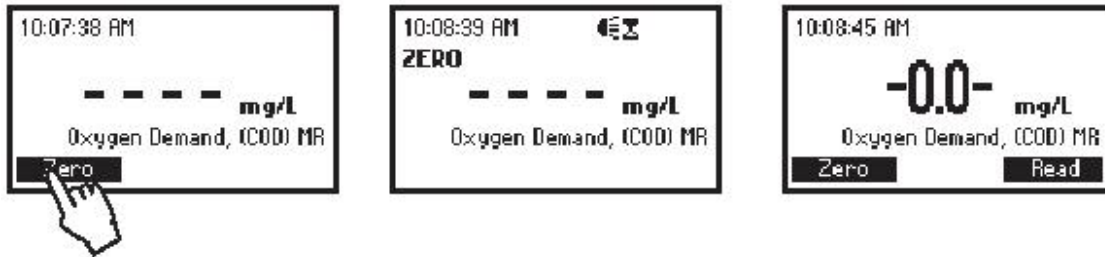 10:07:38 AM
- - - - mg/L
Oxygen Demand, (COD) MR
Zero
10:08:39 AM
ZERO
- - - - mg/L
Oxygen Demand, (COD) MR
10:08:45 AM
-0.0- mg/L
Oxygen Demand, (COD) MR
Zero Read